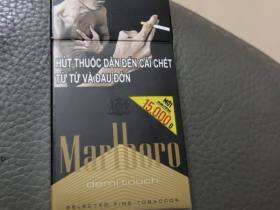 HÚT THUỐC DẪN ĐẾN CÁI CHẾT
TỪ TỪ VÀ ĐAU ĐỚN
MỚI
15.000đ
Marlboro
demi touch
SELECTED FINE TOBACCOS